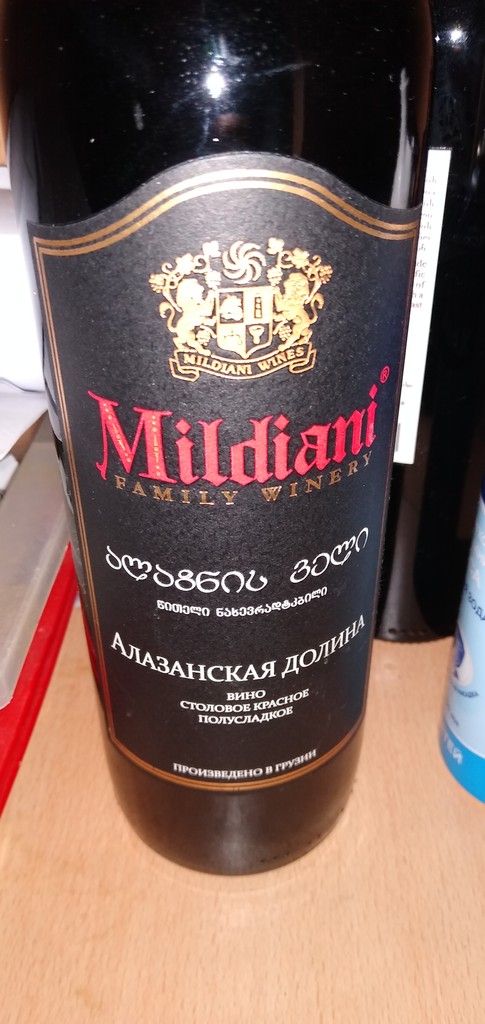 MILDIANI WINES
Mildiani®
FAMILY WINERY
ალაზნის ველი
წითელი ნახევრადტკბილი
АЛАЗАНСКАЯ ДОЛИНА
ВИНО
СТОЛОВОЕ КРАСНОЕ
ПОЛУСЛАДКОЕ
ПРОИЗВЕДЕНО В ГРУЗИИ